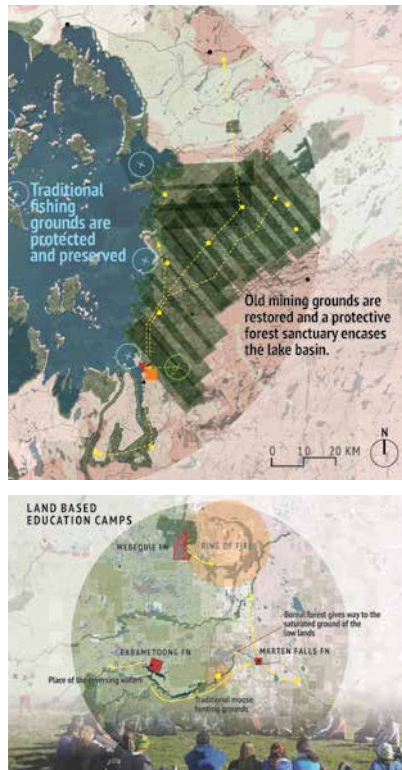 Traditional
fishing
grounds are
protected
and preserved
Old mining grounds are
restored and a protective
forest sanctuary encases
the lake basin.
N
0 10 20 KM
LAND BASED
EDUCATION CAMPS
WEBEQUIE FN
RING OF FIRE
Boreal forest gives way to the
saturated ground of the
low lands
EABAMETOONG FN
MARTEN FALLS FN
Place of the reversing waters
Traditional moose
hunting grounds